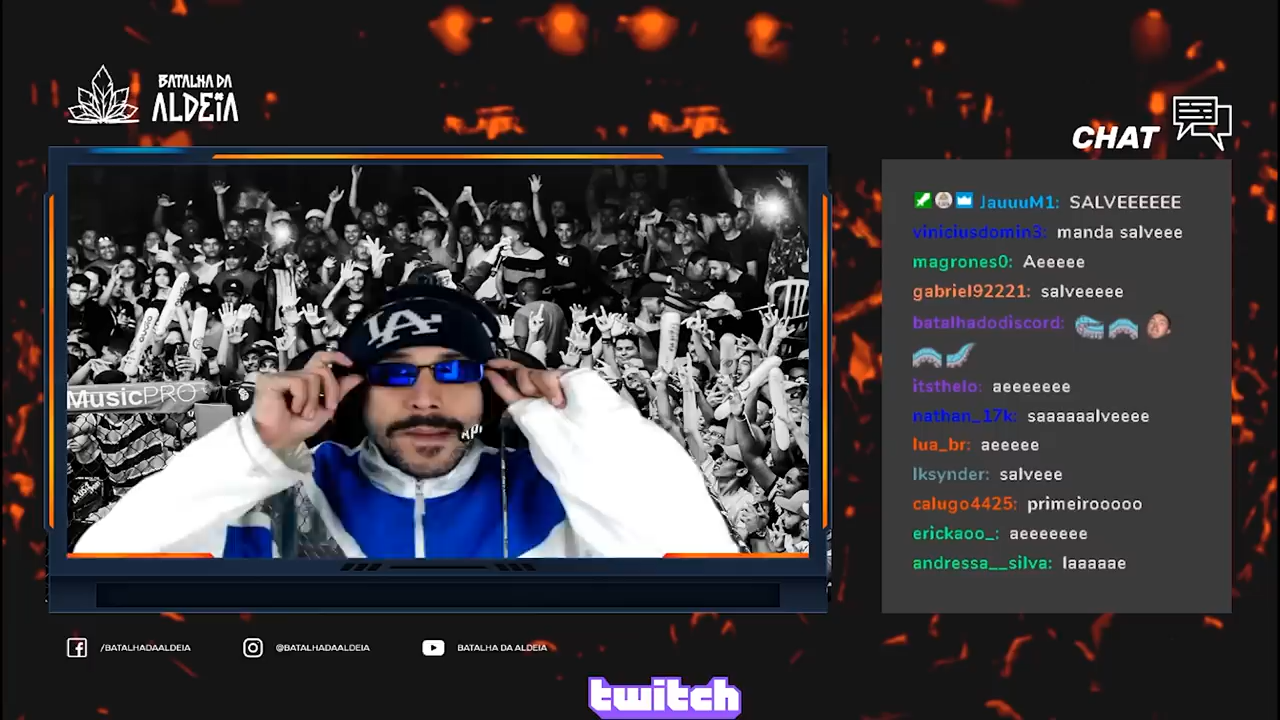 BATALHA DA
ALDEIA
CHAT
JauuuM1: SALVEEEEEE
viniciusdomin3: manda salveee
magrones0: Aeeeee
gabriel92221: salveeeee
batalhadodiscord:
itsthelo: aeeeeeee
nathan_17k: saaaaalveeee
lua_br: aeeeee
lksynder: salveee
calugo4425: primeirooooo
erickaoo_: aeeeeeee
andressa__silva: laaaaae
LA
MusicPRO
/BATALHADAALDEIA
@BATALHADAALDEIA
BATALHA DA ALDEIA
twitch